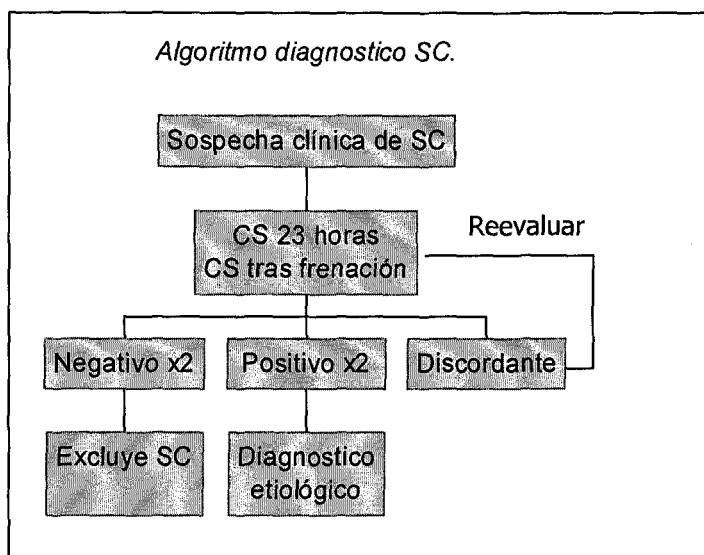 Algoritmo diagnostico SC.
Sospecha clínica de SC
CS 23 horas
CS tras frenación
Reevaluar
Negativo x2
Positivo x2
Discordante
Excluye SC
Diagnostico
etiológico